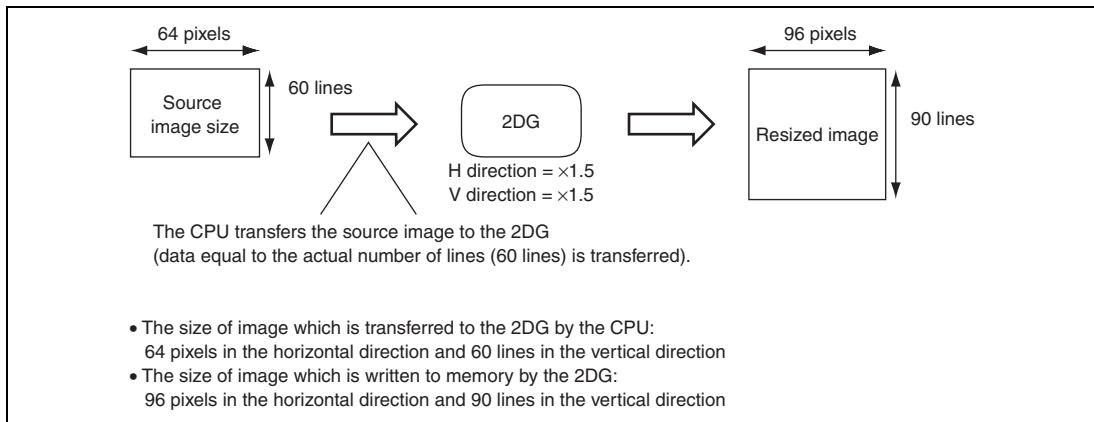 64 pixels
60 lines
Source
image size
2DG
H direction = ×1.5
V direction = ×1.5
96 pixels
Resized image
90 lines
The CPU transfers the source image to the 2DG
(data equal to the actual number of lines (60 lines) is transferred).
• The size of image which is transferred to the 2DG by the CPU:
64 pixels in the horizontal direction and 60 lines in the vertical direction
• The size of image which is written to memory by the 2DG:
96 pixels in the horizontal direction and 90 lines in the vertical direction